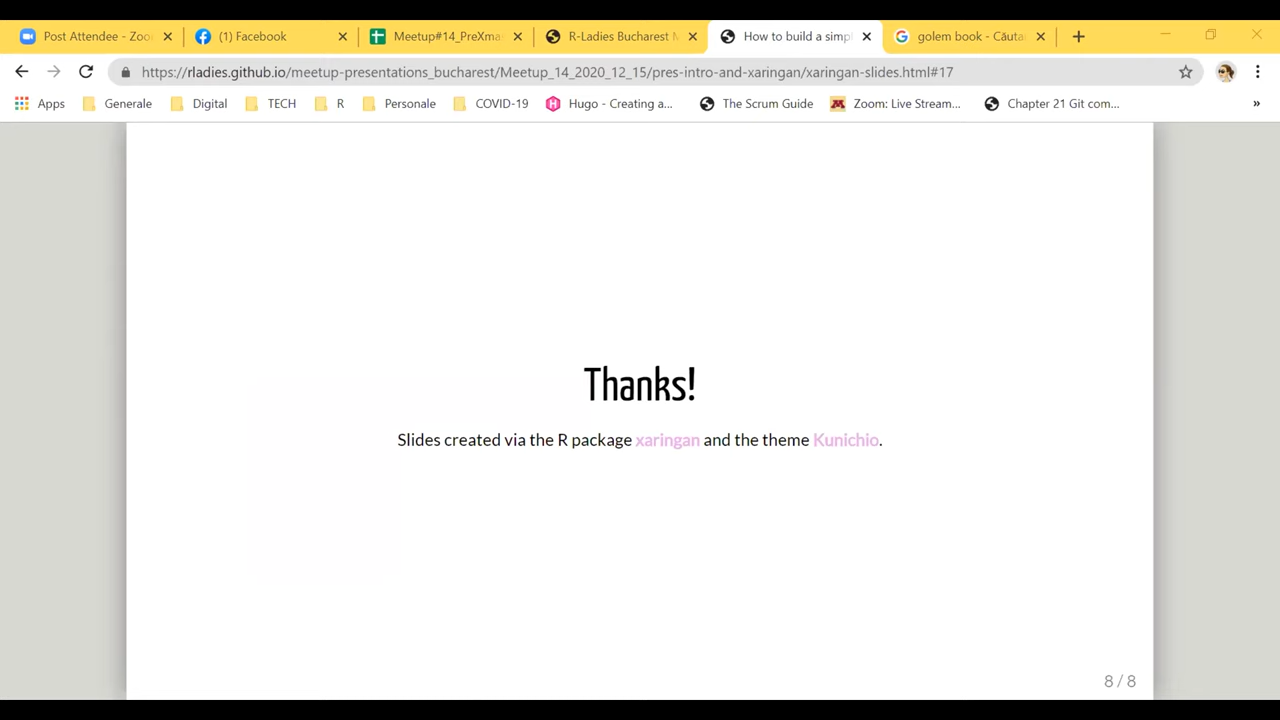 Post Attendee - Zoo
(1) Facebook
Meetup#14_PreXma
R-Ladies Bucharest M
How to build a simpl
golem book - Căuta
https://rladies.github.io/meetup-presentations_bucharest/Meetup_14_2020_12_15/pres-intro-and-xaringan/xaringan-slides.html#17
Apps
Generale
Digital
TECH
R
Personale
COVID-19
Hugo - Creating a...
The Scrum Guide
Zoom: Live Stream...
Chapter 21 Git com...
»
Thanks!
Slides created via the R package xaringan and the theme Kunichio.
8 / 8